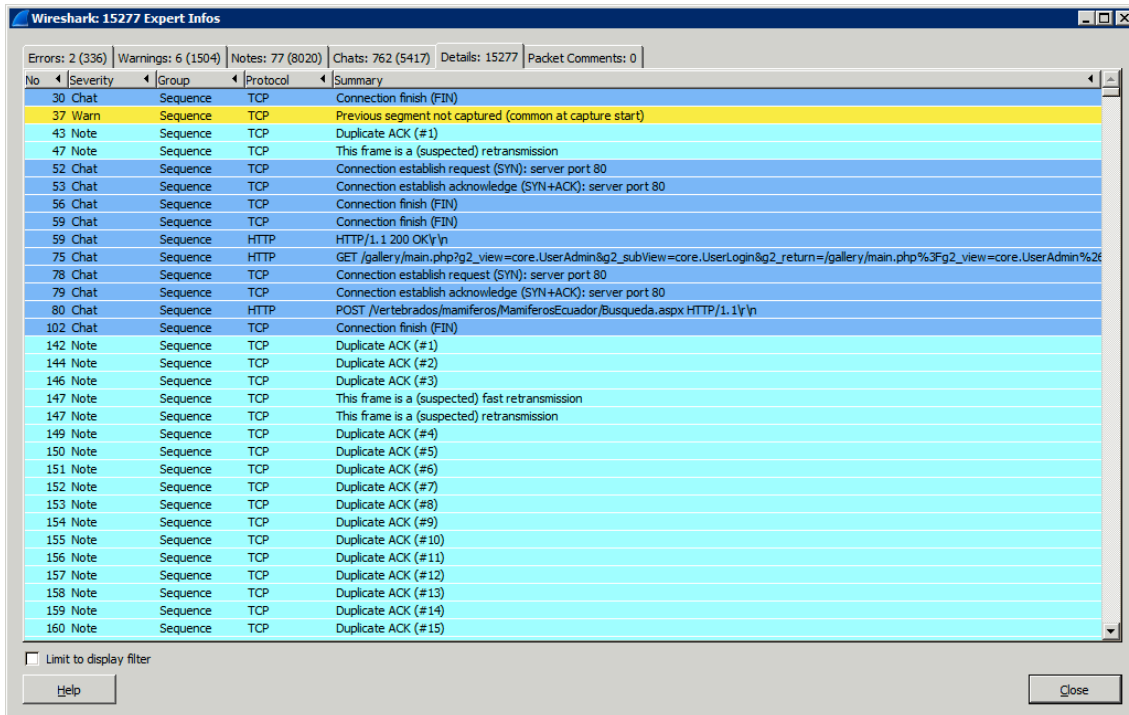 Wireshark: 15277 Expert Infos
Errors: 2 (336) Warnings: 6 (1504) Notes: 77 (8020) Chats: 762 (5417) Details: 15277 Packet Comments: 0
No Severity Group Protocol Summary
30 Chat Sequence TCP Connection finish (FIN)
37 Warn Sequence TCP Previous segment not captured (common at capture start)
43 Note Sequence TCP Duplicate ACK (#1)
47 Note Sequence TCP This frame is a (suspected) retransmission
52 Chat Sequence TCP Connection establish request (SYN): server port 80
53 Chat Sequence TCP Connection establish acknowledge (SYN+ACK): server port 80
56 Chat Sequence TCP Connection finish (FIN)
59 Chat Sequence TCP Connection finish (FIN)
59 Chat Sequence HTTP HTTP/1.1 200 OK\r\n
75 Chat Sequence HTTP GET /gallery/main.php?g2_view=core.UserAdmin&g2_subView=core.UserLogin&g2_return=/gallery/main.php%3Fg2_view=core.UserAdmin%26
78 Chat Sequence TCP Connection establish request (SYN): server port 80
79 Chat Sequence TCP Connection establish acknowledge (SYN+ACK): server port 80
80 Chat Sequence HTTP POST /Vertebrados/mamiferos/MamiferosEcuador/Busqueda.aspx HTTP/1.1\r\n
102 Chat Sequence TCP Connection finish (FIN)
142 Note Sequence TCP Duplicate ACK (#1)
144 Note Sequence TCP Duplicate ACK (#2)
146 Note Sequence TCP Duplicate ACK (#3)
147 Note Sequence TCP This frame is a (suspected) fast retransmission
147 Note Sequence TCP This frame is a (suspected) retransmission
149 Note Sequence TCP Duplicate ACK (#4)
150 Note Sequence TCP Duplicate ACK (#5)
151 Note Sequence TCP Duplicate ACK (#6)
152 Note Sequence TCP Duplicate ACK (#7)
153 Note Sequence TCP Duplicate ACK (#8)
154 Note Sequence TCP Duplicate ACK (#9)
155 Note Sequence TCP Duplicate ACK (#10)
156 Note Sequence TCP Duplicate ACK (#11)
157 Note Sequence TCP Duplicate ACK (#12)
158 Note Sequence TCP Duplicate ACK (#13)
159 Note Sequence TCP Duplicate ACK (#14)
160 Note Sequence TCP Duplicate ACK (#15)
Limit to display filter
Help Close